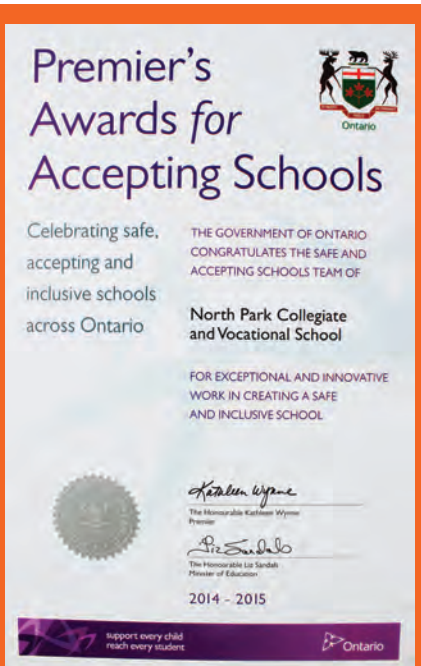 Premier's
Awards for
Accepting Schools
Ontario
Celebrating safe,
accepting and
inclusive schools
across Ontario
THE GOVERNMENT OF ONTARIO
CONGRATULATES THE SAFE AND
ACCEPTING SCHOOLS TEAM OF
North Park Collegiate
and Vocational School
FOR EXCEPTIONAL AND INNOVATIVE
WORK IN CREATING A SAFE
AND INCLUSIVE SCHOOL
Kathleen Wynne
The Honourable Kathleen Wynne
Premier
Liz Sandals
The Honourable Liz Sandals
Minister of Education
2014 - 2015
support every child
reach every student
Ontario